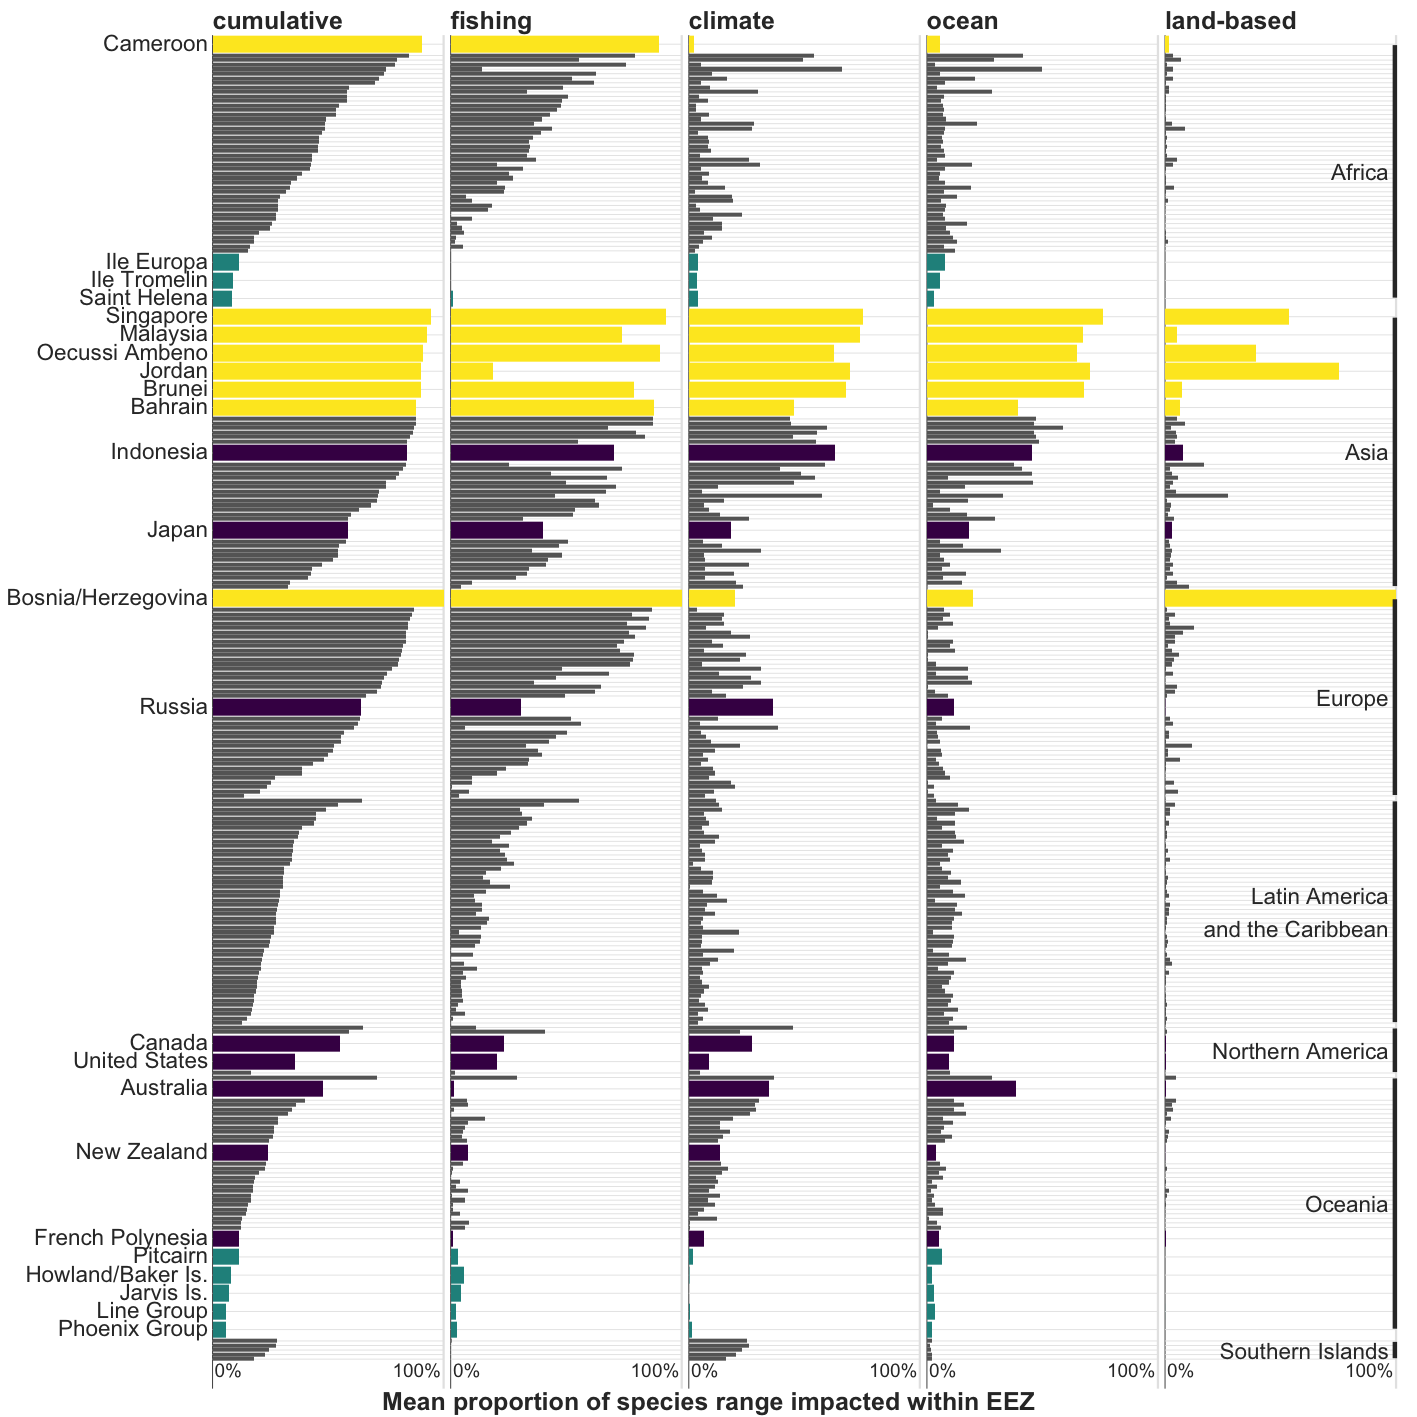 cumulative fishing climate ocean land-based
Cameroon
Africa
Ile Europa
Ile Tromelin
Saint Helena
Singapore
Malaysia
Oecussi Ambeno
Jordan
Brunei
Bahrain
Indonesia
Asia
Japan
Bosnia/Herzegovina
Europe
Russia
Latin America
and the Caribbean
Canada
Northern America
United States
Australia
New Zealand
Oceania
French Polynesia
Pitcairn
Howland/Baker Is.
Jarvis Is.
Line Group
Phoenix Group
Southern Islands
0% 100% 0% 100% 0% 100% 0% 100% 0% 100%
Mean proportion of species range impacted within EEZ